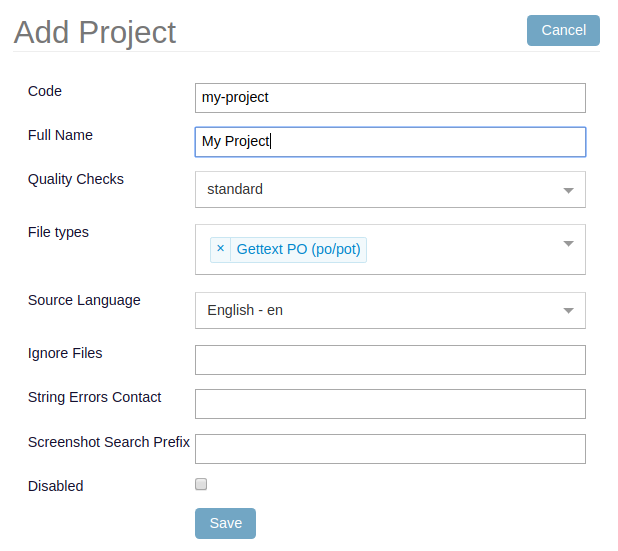 Add Project
Cancel
Code
my-project
Full Name
My Project
Quality Checks
standard
File types
× Gettext PO (po/pot)
Source Language
English - en
Ignore Files
String Errors Contact
Screenshot Search Prefix
Disabled
Save